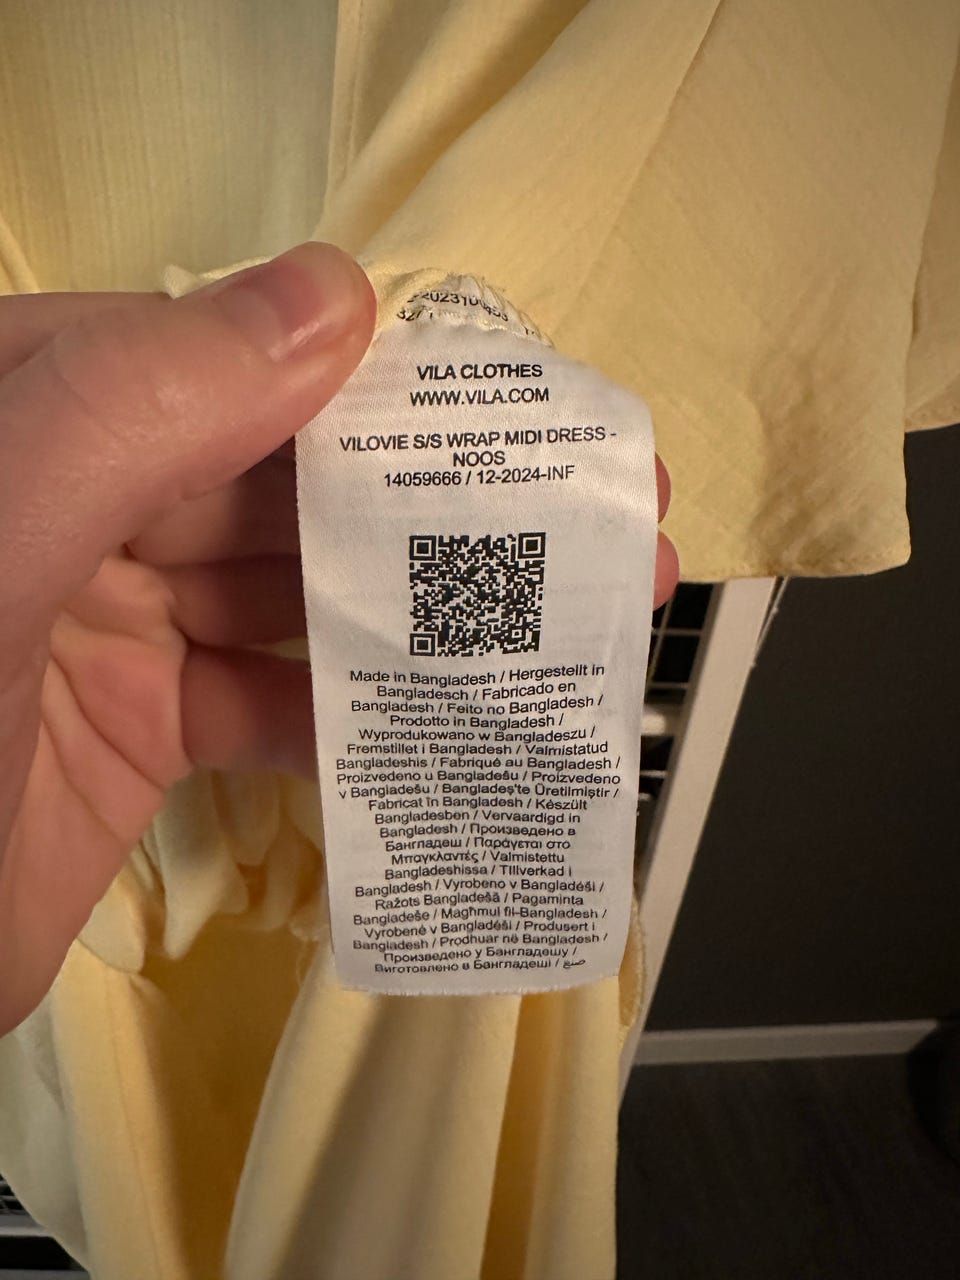 VILA CLOTHES
WWW.VILA.COM
VILOVIE S/S WRAP MIDI DRESS -
NOOS
14059666 / 12-2024-INF
Made in Bangladesh / Hergestellt in
Bangladesch / Fabricado en
Bangladesh / Feito no Bangladesh /
Prodotto in Bangladesh /
Wyprodukowano w Bangladeszu /
Fremstillet i Bangladesh / Valmistatud
Bangladeshis / Fabriqué au Bangladesh /
Proizvedeno u Bangladešu / Proizvedeno
v Bangladešu / Bangladeş'te Üretilmiştir /
Fabricat în Bangladesh / Készült
Bangladesben / Vervaardigd in
Bangladesh / Произведено в
Бангладеш / Παράγεται στο
Μπαγκλαντές / Valmistettu
Bangladeshissa / Tillverkad i
Bangladesh / Vyrobeno v Bangladéši /
Ražots Bangladešā / Pagaminta
Bangladeše / Magħmul fil-Bangladesh /
Vyrobené v Bangladéši / Produsert i
Bangladesh / Prodhuar në Bangladesh /
Произведено у Бангладешу /
Виготовлено в Бангладеші / صنع